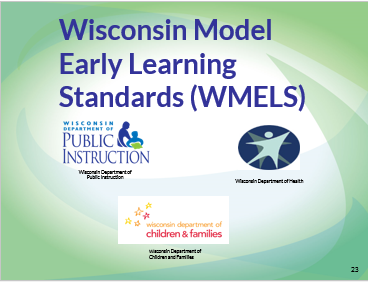 Wisconsin Model
Early Learning
Standards (WMELS)
WISCONSIN
DEPARTMENT OF
PUBLIC
INSTRUCTION
Wisconsin Department of
Public Instruction
Wisconsin Department of Health
wisconsin department of
children & families
Wisconsin Department of
Children and Families
23